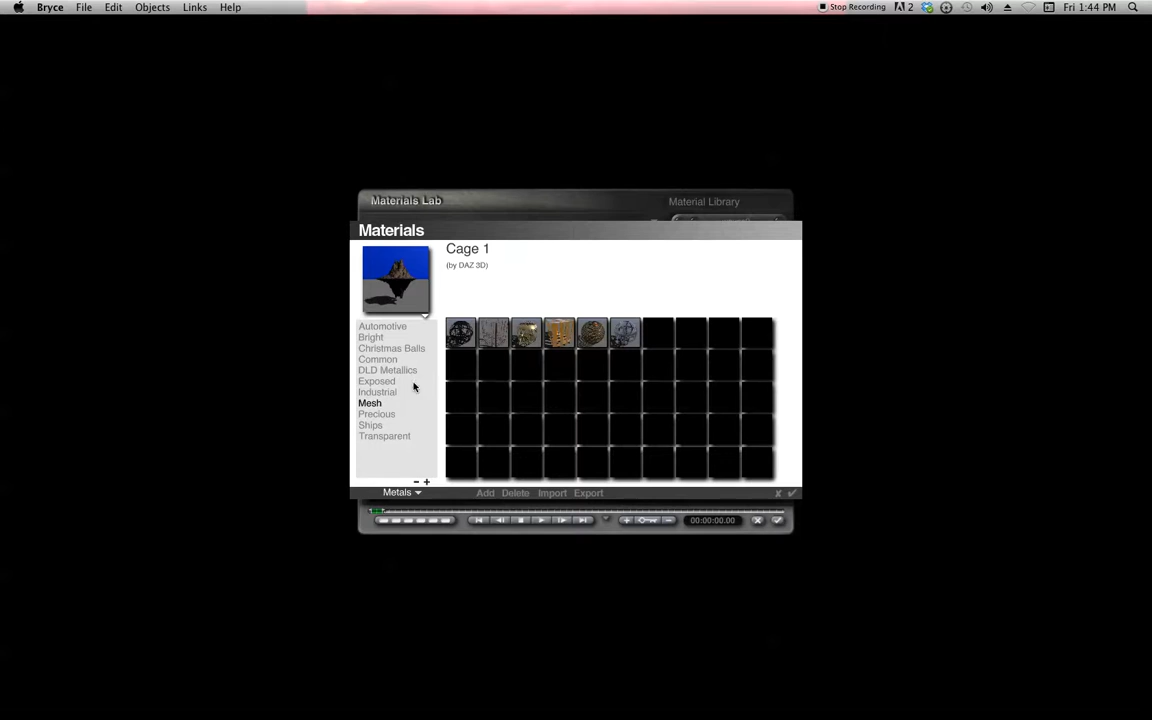 Bryce File Edit Objects Links Help Stop Recording 2 Fri 1:44 PM
Materials Lab Material Library
Materials
Cage 1
(by DAZ 3D)
Automotive
Bright
Christmas Balls
Common
DLD Metallics
Exposed
Industrial
Mesh
Precious
Ships
Transparent
Metals Add Delete Import Export
00:00:00.00